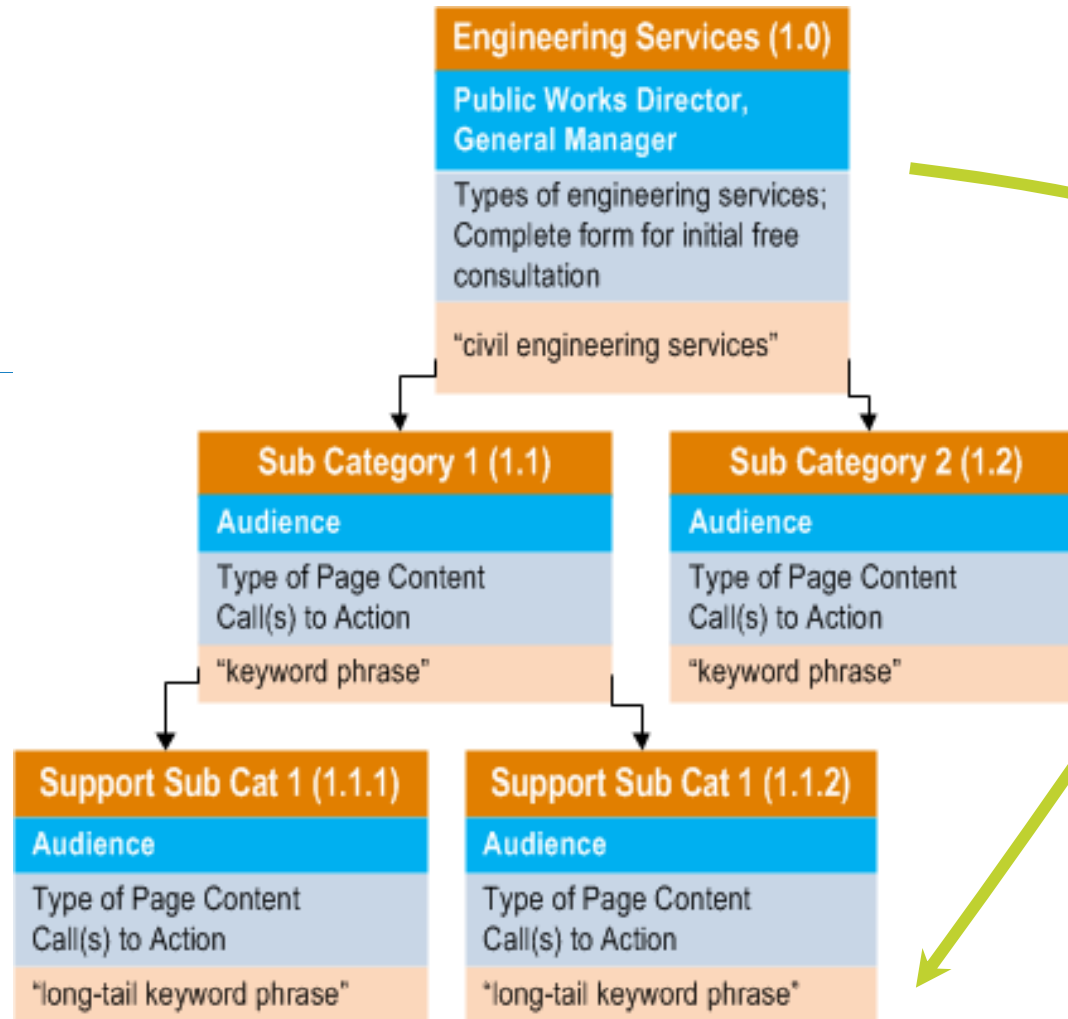 Engineering Services (1.0)
Public Works Director,
General Manager
Types of engineering services;
Complete form for initial free
consultation
“civil engineering services”
Sub Category 1 (1.1)
Audience
Type of Page Content
Call(s) to Action
“keyword phrase”
Sub Category 2 (1.2)
Audience
Type of Page Content
Call(s) to Action
“keyword phrase”
Support Sub Cat 1 (1.1.1)
Audience
Type of Page Content
Call(s) to Action
“long-tail keyword phrase”
Support Sub Cat 1 (1.1.2)
Audience
Type of Page Content
Call(s) to Action
“long-tail keyword phrase”